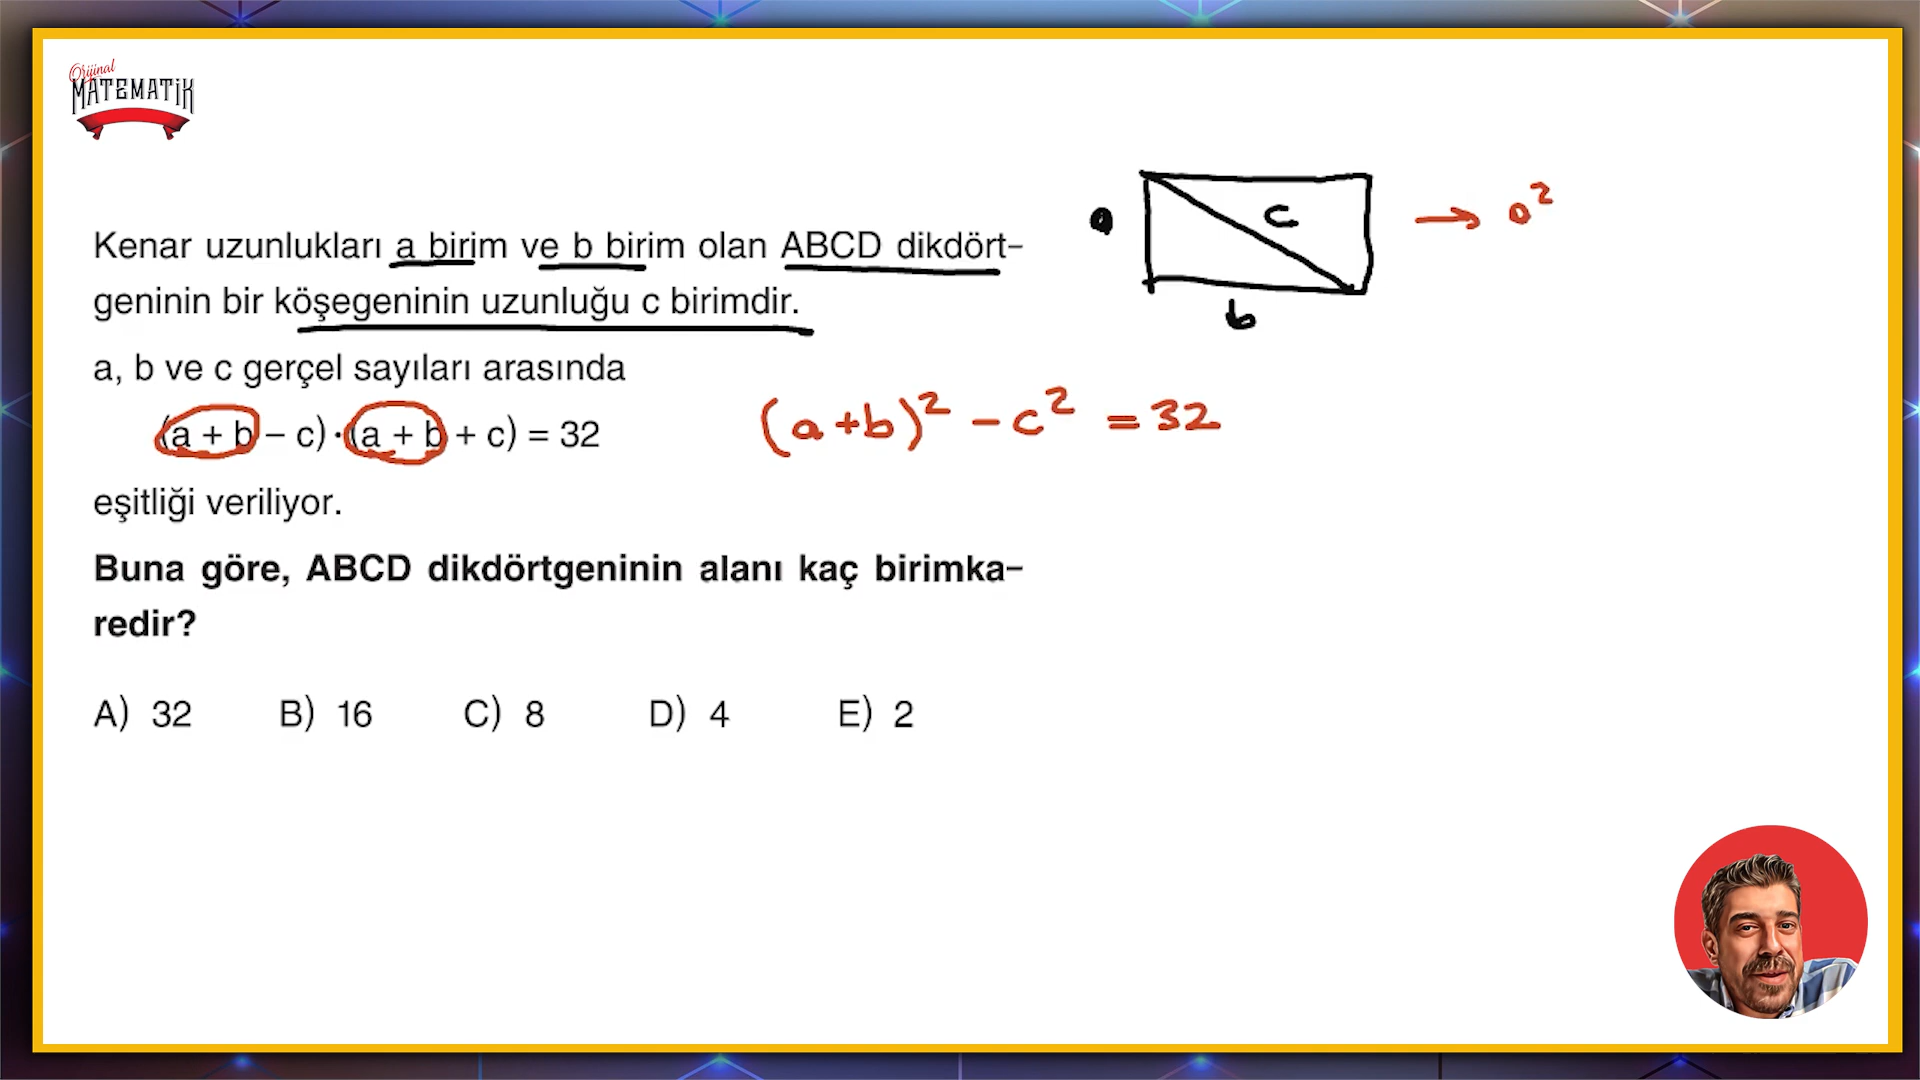 Orijinal
MATEMATİK
Kenar uzunlukları a birim ve b birim olan ABCD dikdört-
geninin bir köşegeninin uzunluğu c birimdir.
a, b ve c gerçel sayıları arasında
(a + b – c)·(a + b + c) = 32
eşitliği veriliyor.
Buna göre, ABCD dikdörtgeninin alanı kaç birimka-
redir?
A) 32 B) 16 C) 8 D) 4 E) 2
a
c
b
→ a²
(a+b)² – c² = 32